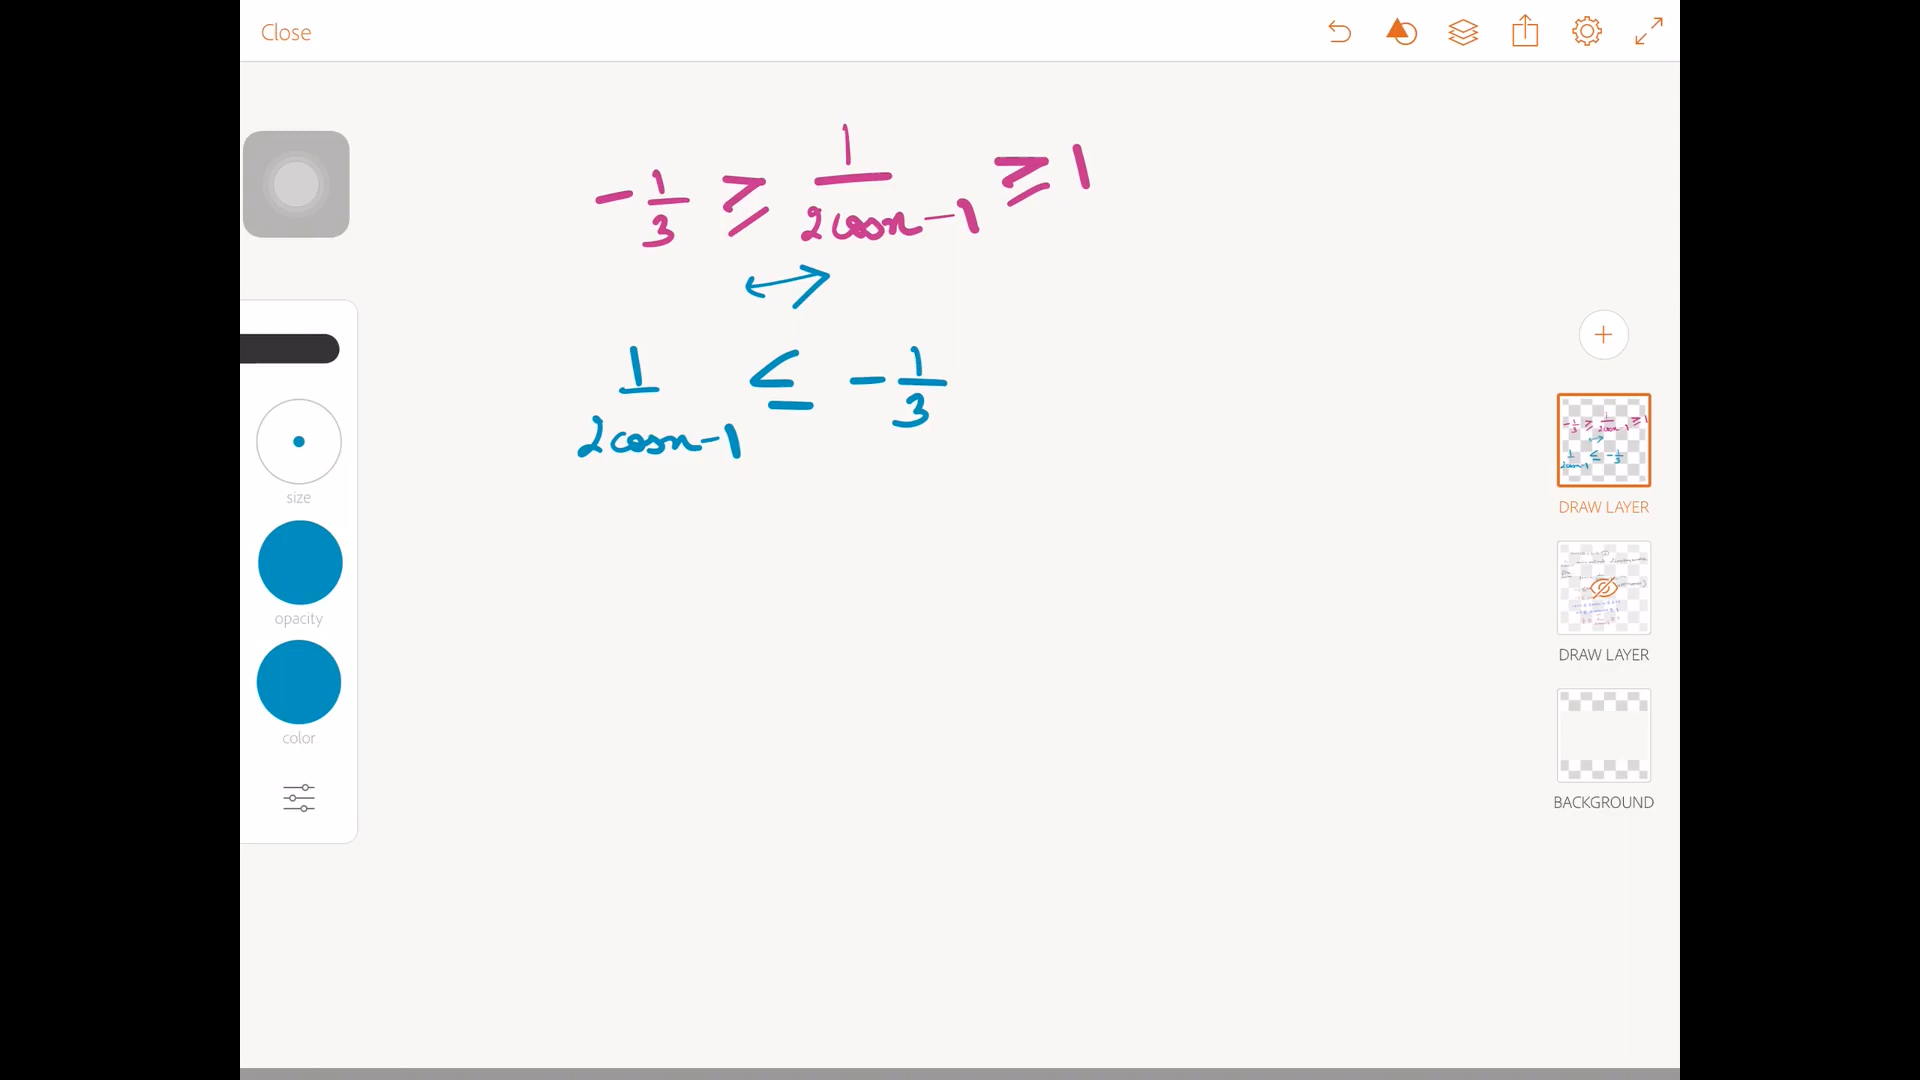 Close
-1/3 ≥ 1/(2cosx-1) ≥ 1
1/(2cosx-1) ≤ -1/3
size
opacity
color
DRAW LAYER
DRAW LAYER
BACKGROUND